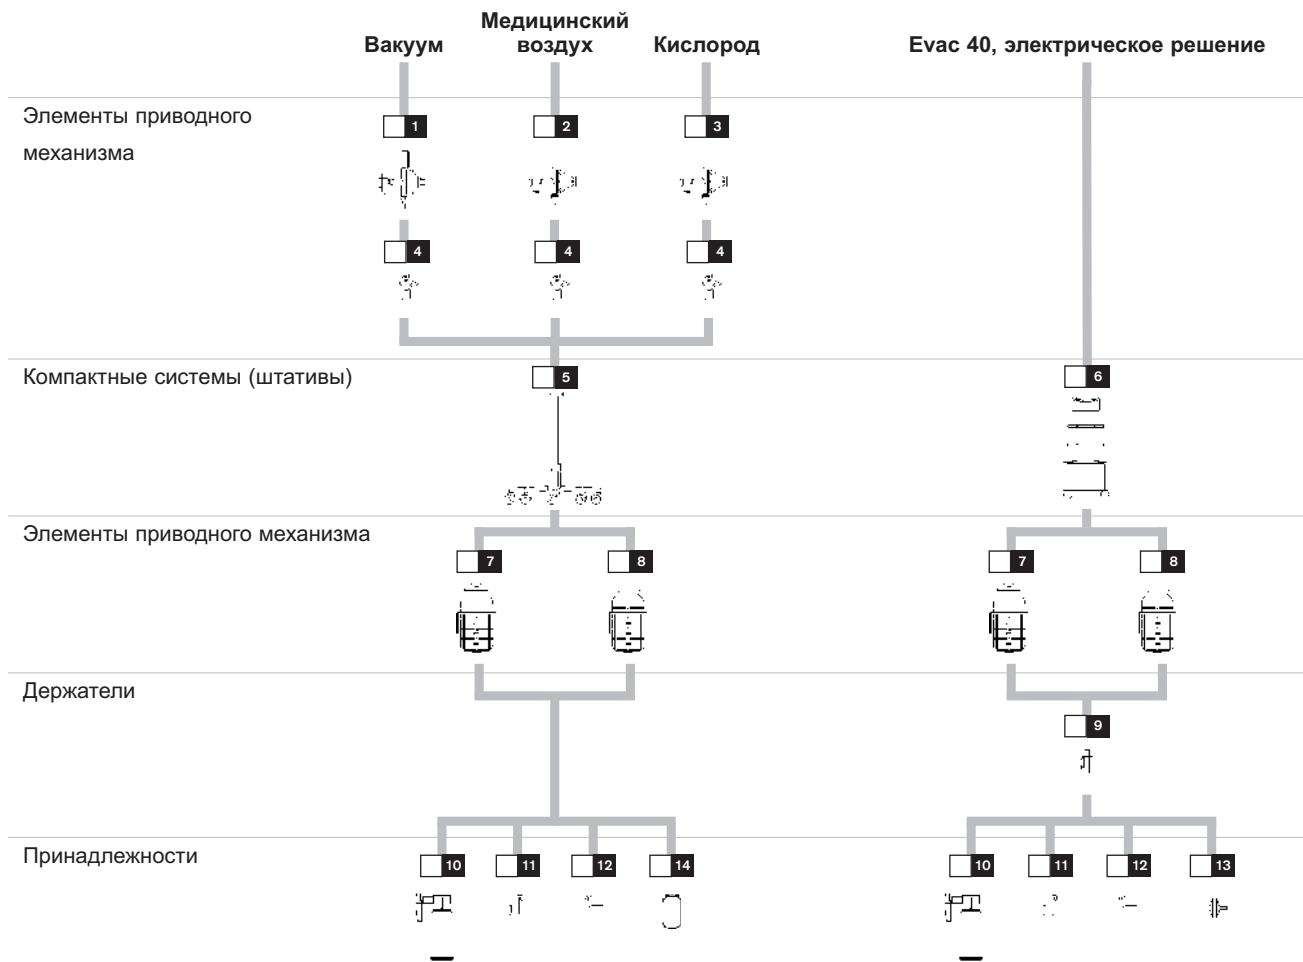 Медицинский
Вакуум воздух Кислород Evac 40, электрическое решение
Элементы приводного
механизма
1 2 3
4 4 4
Компактные системы (штативы)
5 6
Элементы приводного механизма
7 8 7 8
Держатели
9
Принадлежности
10 11 12 14 10 11 12 13